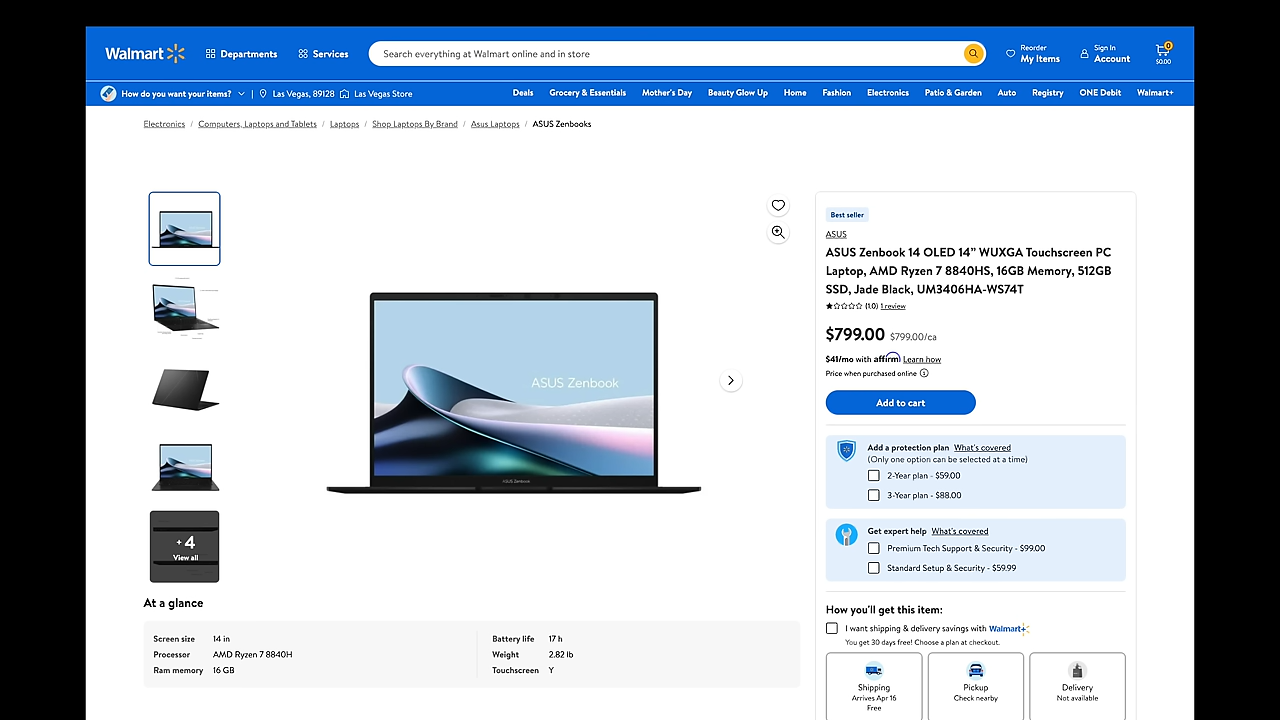 Walmart
Departments
Services
Search everything at Walmart online and in store
Reorder
My Items
Sign In
Account
0
$0.00
How do you want your items?
Las Vegas, 89128
Las Vegas Store
Deals
Grocery & Essentials
Mother's Day
Beauty Glow Up
Home
Fashion
Electronics
Patio & Garden
Auto
Registry
ONE Debit
Walmart+
Electronics / Computers, Laptops and Tablets / Laptops / Shop Laptops By Brand / Asus Laptops / ASUS Zenbooks
+4
View all
ASUS Zenbook
ASUS Zenbook
At a glance
Screen size 14 in
Processor AMD Ryzen 7 8840H
Ram memory 16 GB
Battery life 17 h
Weight 2.82 lb
Touchscreen Y
Best seller
ASUS
ASUS Zenbook 14 OLED 14” WUXGA Touchscreen PC
Laptop, AMD Ryzen 7 8840HS, 16GB Memory, 512GB
SSD, Jade Black, UM3406HA-WS74T
(1.0) 1 review
$799.00 $799.00/ca
$41/mo with affirm Learn how
Price when purchased online
Add to cart
Add a protection plan What's covered
(Only one option can be selected at a time)
2-Year plan - $59.00
3-Year plan - $88.00
Get expert help What's covered
Premium Tech Support & Security - $99.00
Standard Setup & Security - $59.99
How you'll get this item:
I want shipping & delivery savings with Walmart+
You get 30 days free! Choose a plan at checkout.
Shipping
Arrives Apr 16
Free
Pickup
Check nearby
Delivery
Not available